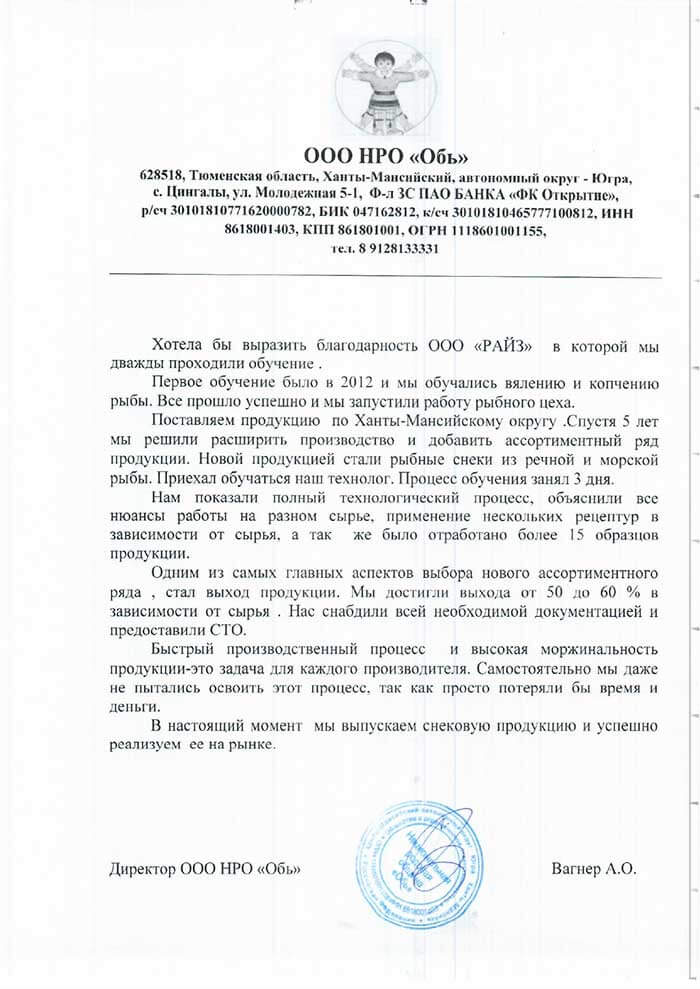 ООО НРО «Обь»
628518, Тюменская область, Ханты-Мансийский, автономный округ - Югра,
с. Цингалы, ул. Молодежная 5-1, Ф-л ЗС ПАО БАНКА «ФК Открытие»,
р/сч 30101810771620000782, БИК 047162812, к/сч 30101810465777100812, ИНН
8618001403, КПП 861801001, ОГРН 1118601001155,
тел. 8 9128133331
Хотела бы выразить благодарность ООО «РАЙЗ» в которой мы
дважды проходили обучение .
Первое обучение было в 2012 и мы обучались вялению и копчению
рыбы. Все прошло успешно и мы запустили работу рыбного цеха.
Поставляем продукцию по Ханты-Мансийскому округу .Спустя 5 лет
мы решили расширить производство и добавить ассортиментный ряд
продукции. Новой продукцией стали рыбные снеки из речной и морской
рыбы. Приехал обучаться наш технолог. Процесс обучения занял 3 дня.
Нам показали полный технологический процесс, объяснили все
нюансы работы на разном сырье, применение нескольких рецептур в
зависимости от сырья, а так же было отработано более 15 образцов
продукции.
Одним из самых главных аспектов выбора нового ассортиментного
ряда , стал выход продукции. Мы достигли выхода от 50 до 60 % в
зависимости от сырья . Нас снабдили всей необходимой документацией и
предоставили СТО.
Быстрый производственный процесс и высокая моржинальность
продукции-это задача для каждого производителя. Самостоятельно мы даже
не пытались освоить этот процесс, так как просто потеряли бы время и
деньги.
В настоящий момент мы выпускаем снековую продукцию и успешно
реализуем ее на рынке.
Директор ООО НРО «Обь» Вагнер А.О.
Национальная
родовая
община
«Обь»